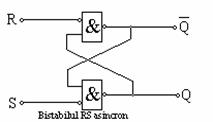 R & Q̅
S & Q
Bistabilul RS asincron